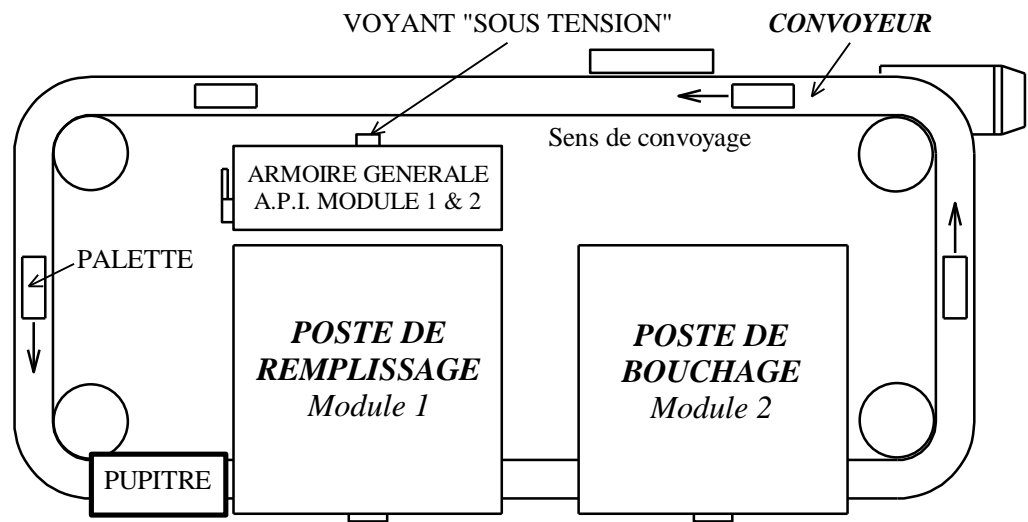 VOYANT "SOUS TENSION"
CONVOYEUR
Sens de convoyage
ARMOIRE GENERALE
A.P.I. MODULE 1 & 2
PALETTE
POSTE DE
REMPLISSAGE
Module 1
POSTE DE
BOUCHAGE
Module 2
PUPITRE